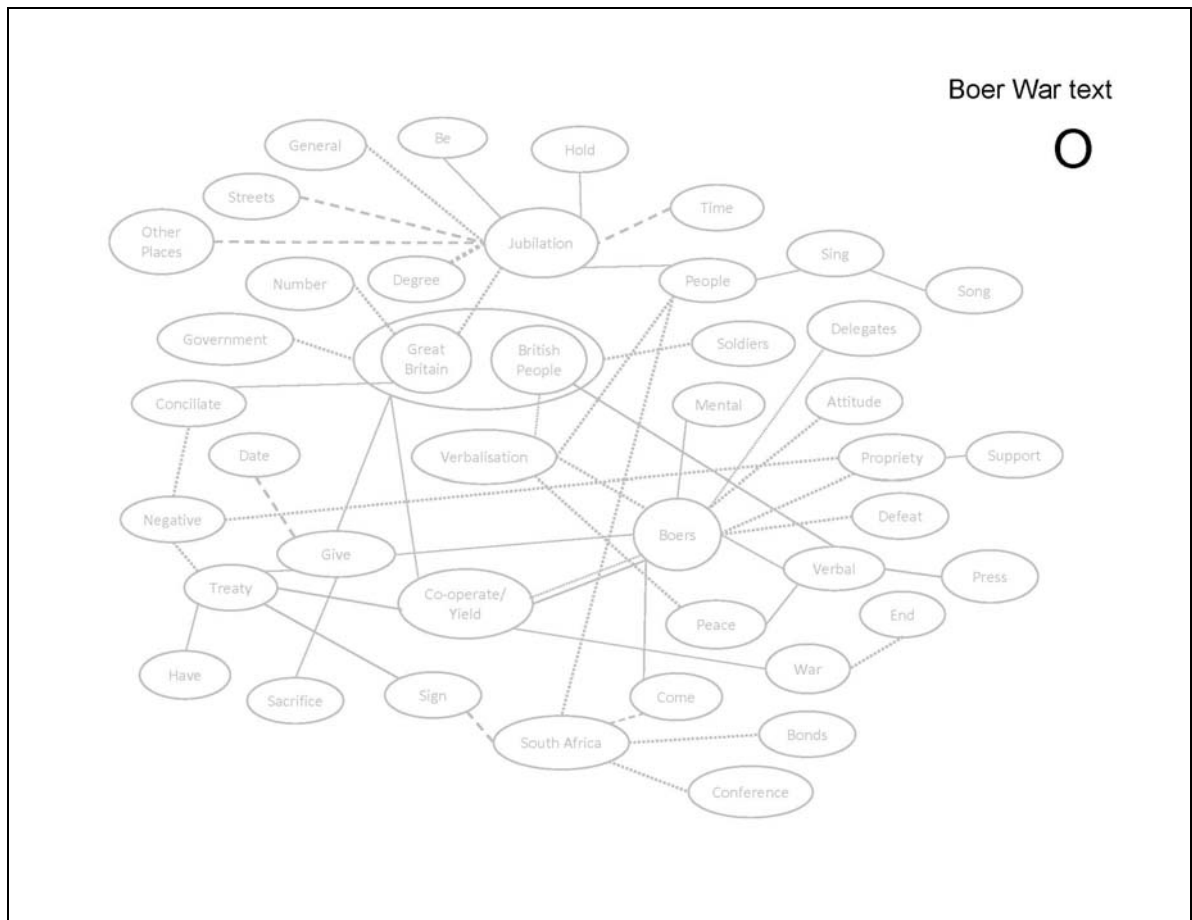 Boer War text
O
General
Be
Hold
Streets
Time
Other
Places
Jubilation
Sing
Number
Degree
People
Song
Government
Great
Britain
British
People
Soldiers
Delegates
Conciliate
Mental
Attitude
Date
Verbalisation
Propriety
Support
Negative
Give
Boers
Defeat
Treaty
Co-operate/
Yield
Verbal
Press
Peace
End
Have
Sacrifice
Sign
Come
War
South Africa
Bonds
Conference